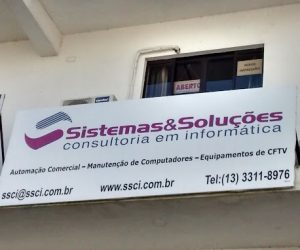 ABERTO
Sistemas&Soluções
consultoria em informática
Automação Comercial – Manutenção de Computadores – Equipamentos de CFTV
ssci@ssci.com.br www.ssci.com.br Tel:(13) 3311-8976